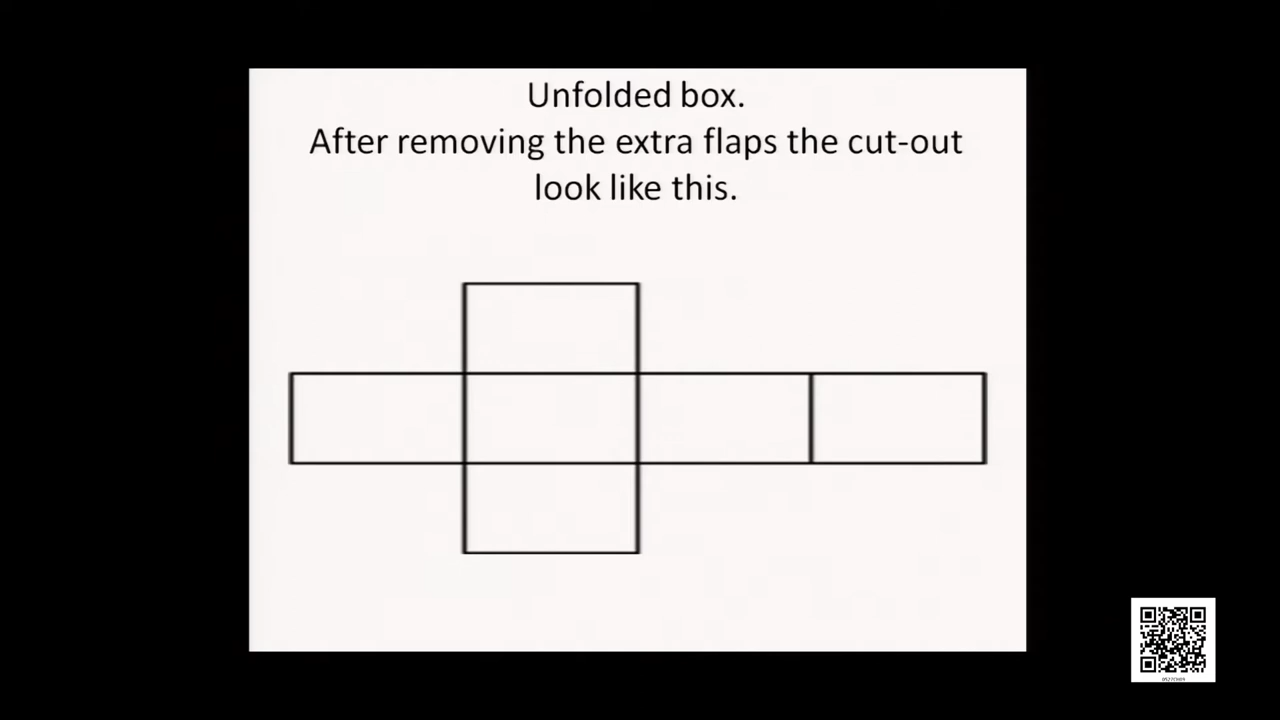 Unfolded box.
After removing the extra flaps the cut-out
look like this.